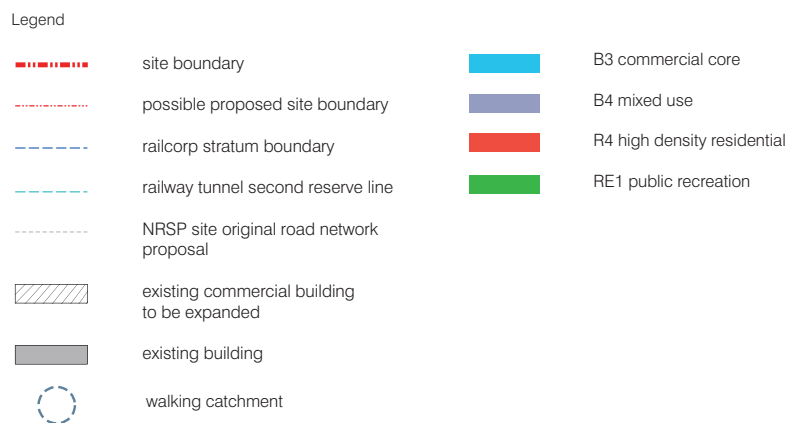 Legend
site boundary
possible proposed site boundary
railcorp stratum boundary
railway tunnel second reserve line
NRSP site original road network
proposal
existing commercial building
to be expanded
existing building
walking catchment
B3 commercial core
B4 mixed use
R4 high density residential
RE1 public recreation